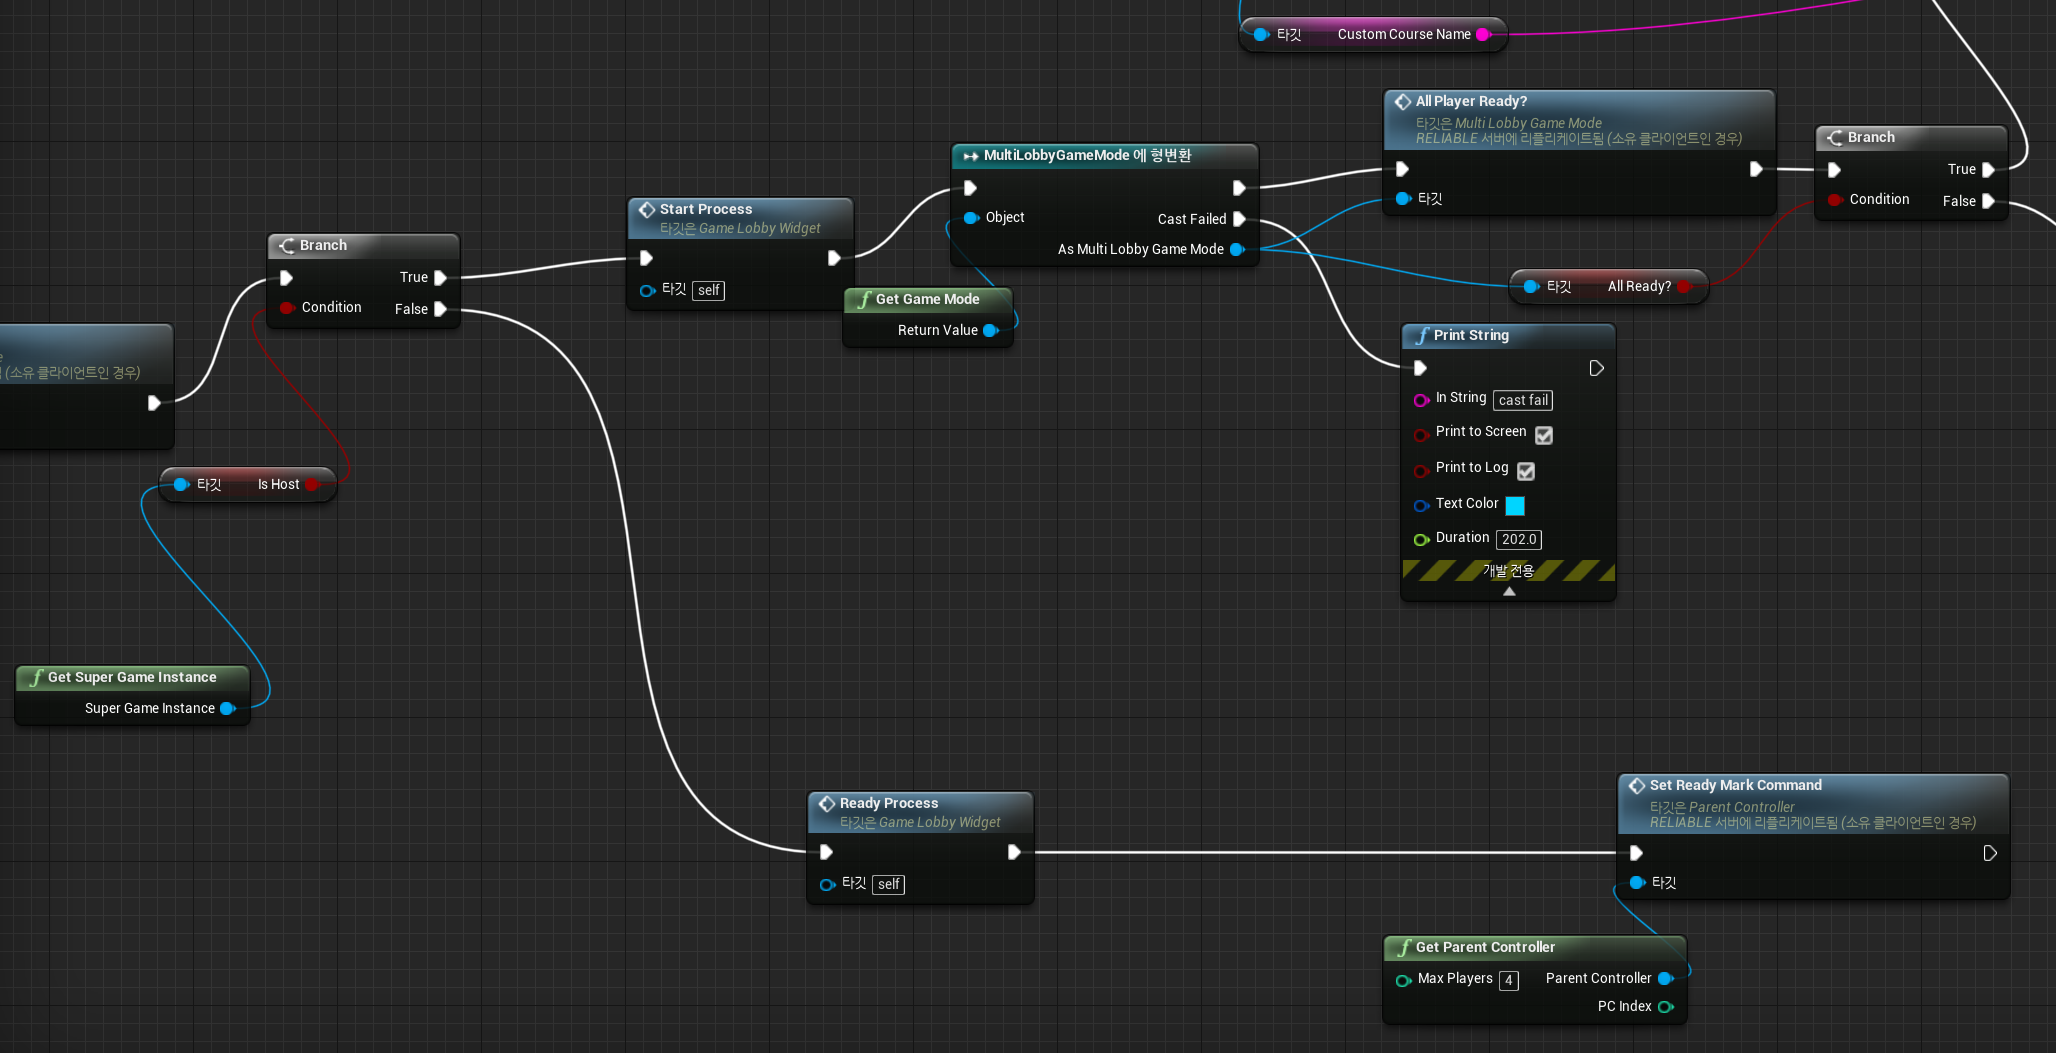 타깃 Custom Course Name
All Player Ready?
타깃은 Multi Lobby Game Mode
RELIABLE 서버에 리플리케이트됨 (소유 클라이언트인 경우)
타깃
Branch
True
Condition False
MultiLobbyGameMode 에 형변환
Object
Cast Failed
As Multi Lobby Game Mode
Start Process
타깃은 Game Lobby Widget
타깃 self
Branch
True
Condition False
Get Game Mode
Return Value
타깃 All Ready?
(소유 클라이언트인 경우)
Print String
In String cast fail
Print to Screen
Print to Log
Text Color
Duration 202.0
개발 전용
타깃 Is Host
Get Super Game Instance
Super Game Instance
Ready Process
타깃은 Game Lobby Widget
타깃 self
Set Ready Mark Command
타깃은 Parent Controller
RELIABLE 서버에 리플리케이트됨 (소유 클라이언트인 경우)
타깃
Get Parent Controller
Max Players 4 Parent Controller
PC Index